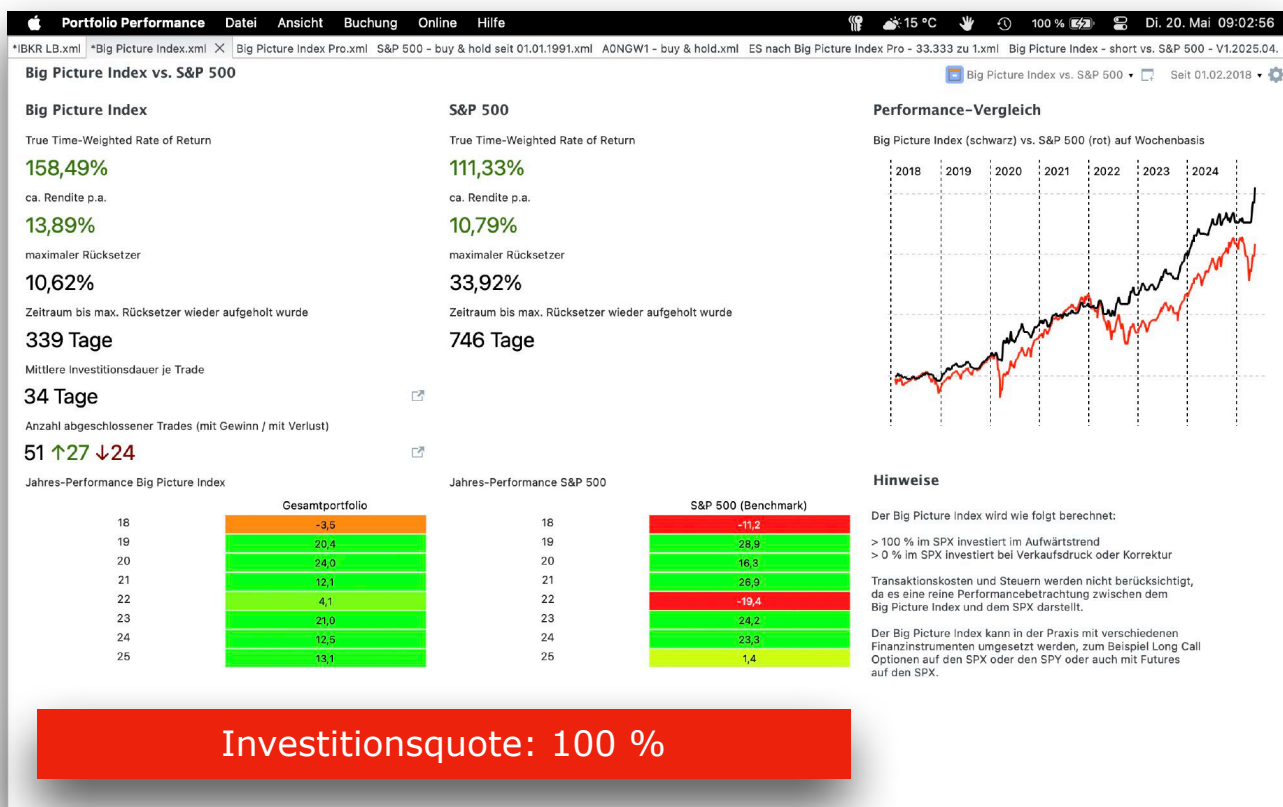 Portfolio Performance Datei Ansicht Buchung Online Hilfe 15 °C 100 % Di. 20. Mai 09:02:56
*IBKR LB.xml *Big Picture Index.xml Big Picture Index Pro.xml S&P 500 - buy & hold seit 01.01.1991.xml A0NGW1 - buy & hold.xml ES nach Big Picture Index Pro - 33.333 zu 1.xml Big Picture Index - short vs. S&P 500 - V1.2025.04.
Big Picture Index vs. S&P 500
Big Picture Index vs. S&P 500 Seit 01.02.2018
Big Picture Index
True Time-Weighted Rate of Return
158,49%
ca. Rendite p.a.
13,89%
maximaler Rücksetzer
10,62%
Zeitraum bis max. Rücksetzer wieder aufgeholt wurde
339 Tage
Mittlere Investitionsdauer je Trade
34 Tage
Anzahl abgeschlossener Trades (mit Gewinn / mit Verlust)
51 ↑27 ↓24
S&P 500
True Time-Weighted Rate of Return
111,33%
ca. Rendite p.a.
10,79%
maximaler Rücksetzer
33,92%
Zeitraum bis max. Rücksetzer wieder aufgeholt wurde
746 Tage
Performance-Vergleich
Big Picture Index (schwarz) vs. S&P 500 (rot) auf Wochenbasis
2018 2019 2020 2021 2022 2023 2024
Jahres-Performance Big Picture Index
Gesamtportfolio
18 -3,5
19 20,4
20 24,0
21 12,1
22 4,1
23 21,0
24 12,5
25 13,1
Jahres-Performance S&P 500
S&P 500 (Benchmark)
18 -11,2
19 28,9
20 16,3
21 26,9
22 -19,4
23 24,2
24 23,3
25 1,4
Hinweise
Der Big Picture Index wird wie folgt berechnet:
> 100 % im SPX investiert im Aufwärtstrend
> 0 % im SPX investiert bei Verkaufsdruck oder Korrektur
Transaktionskosten und Steuern werden nicht berücksichtigt,
da es eine reine Performancebetrachtung zwischen dem
Big Picture Index und dem SPX darstellt.
Der Big Picture Index kann in der Praxis mit verschiedenen
Finanzinstrumenten umgesetzt werden, zum Beispiel Long Call
Optionen auf den SPX oder den SPY oder auch mit Futures
auf den SPX.
Investitionsquote: 100 %